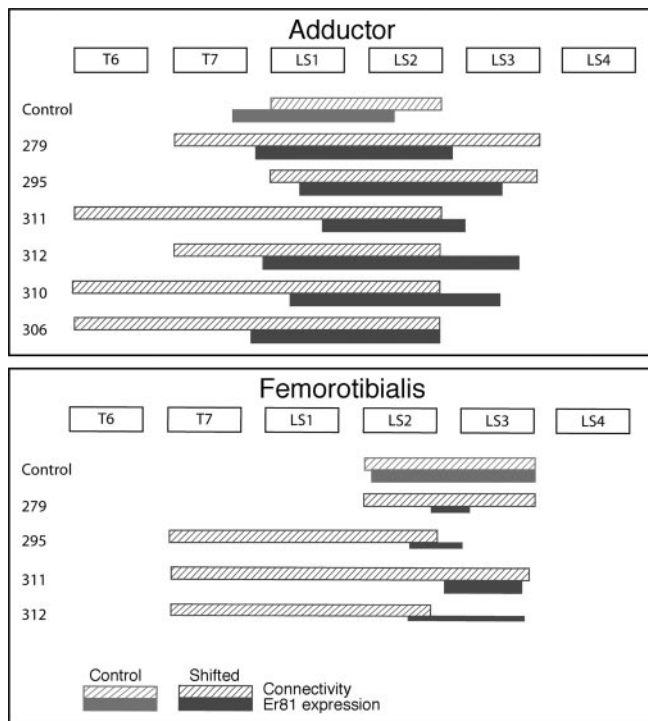 Adductor
T6 T7 LS1 LS2 LS3 LS4
Control
279
295
311
312
310
306
Femorotibialis
T6 T7 LS1 LS2 LS3 LS4
Control
279
295
311
312
Control Shifted
Connectivity
Er81 expression